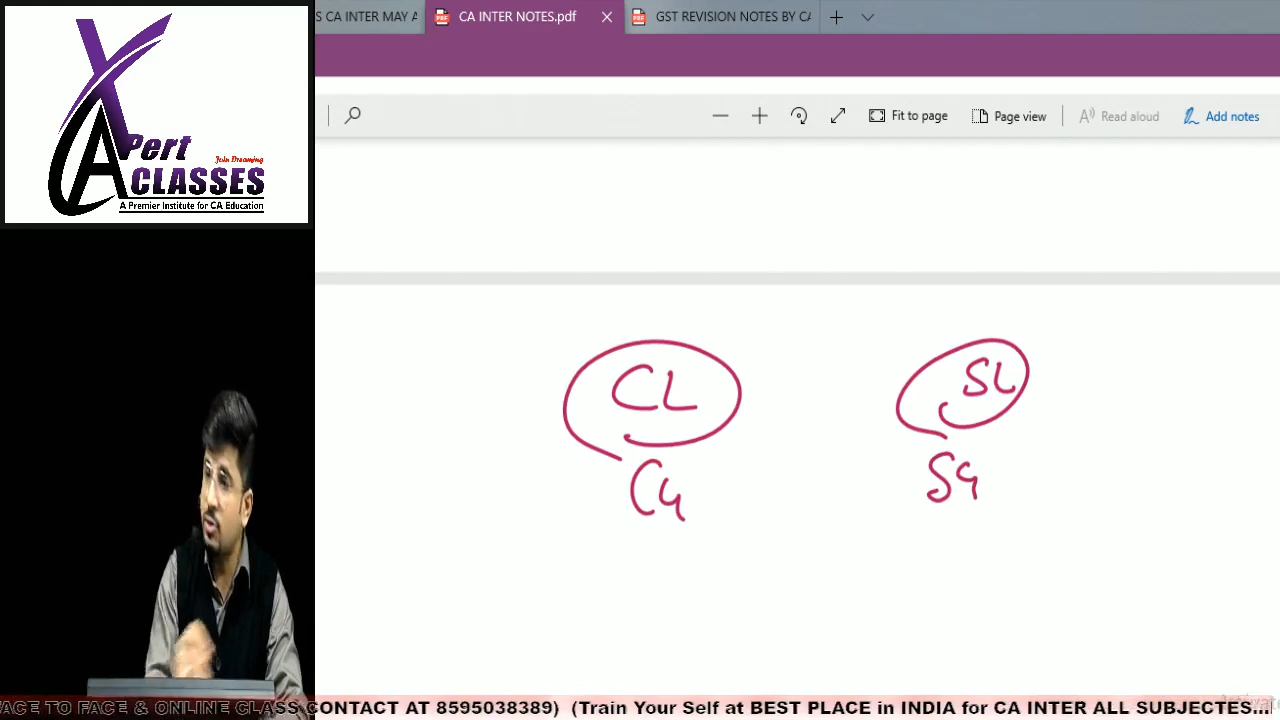 S CA INTER MAY A
CA INTER NOTES.pdf
GST REVISION NOTES BY CA
Fit to page
Page view
Read aloud
Add notes
XPert
Join Dreaming
CLASSES
A Premier Institute for CA Education
CL
SL
ACE TO FACE & ONLINE CLASS CONTACT AT 8595038389) (Train Your Self at BEST PLACE in INDIA for CA INTER ALL SUBJECTES...